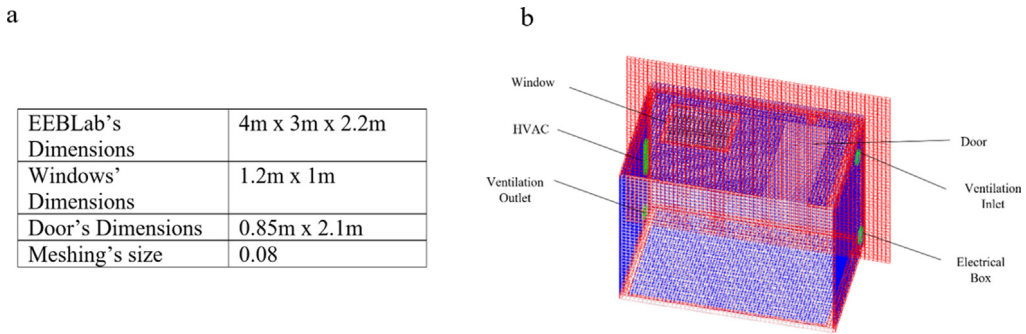 a
EEBLab's
Dimensions
4m x 3m x 2.2m
Windows'
Dimensions
1.2m x 1m
Door's Dimensions
0.85m x 2.1m
Meshing's size
0.08
b
Window
HVAC
Ventilation
Outlet
Door
Ventilation
Inlet
Electrical
Box